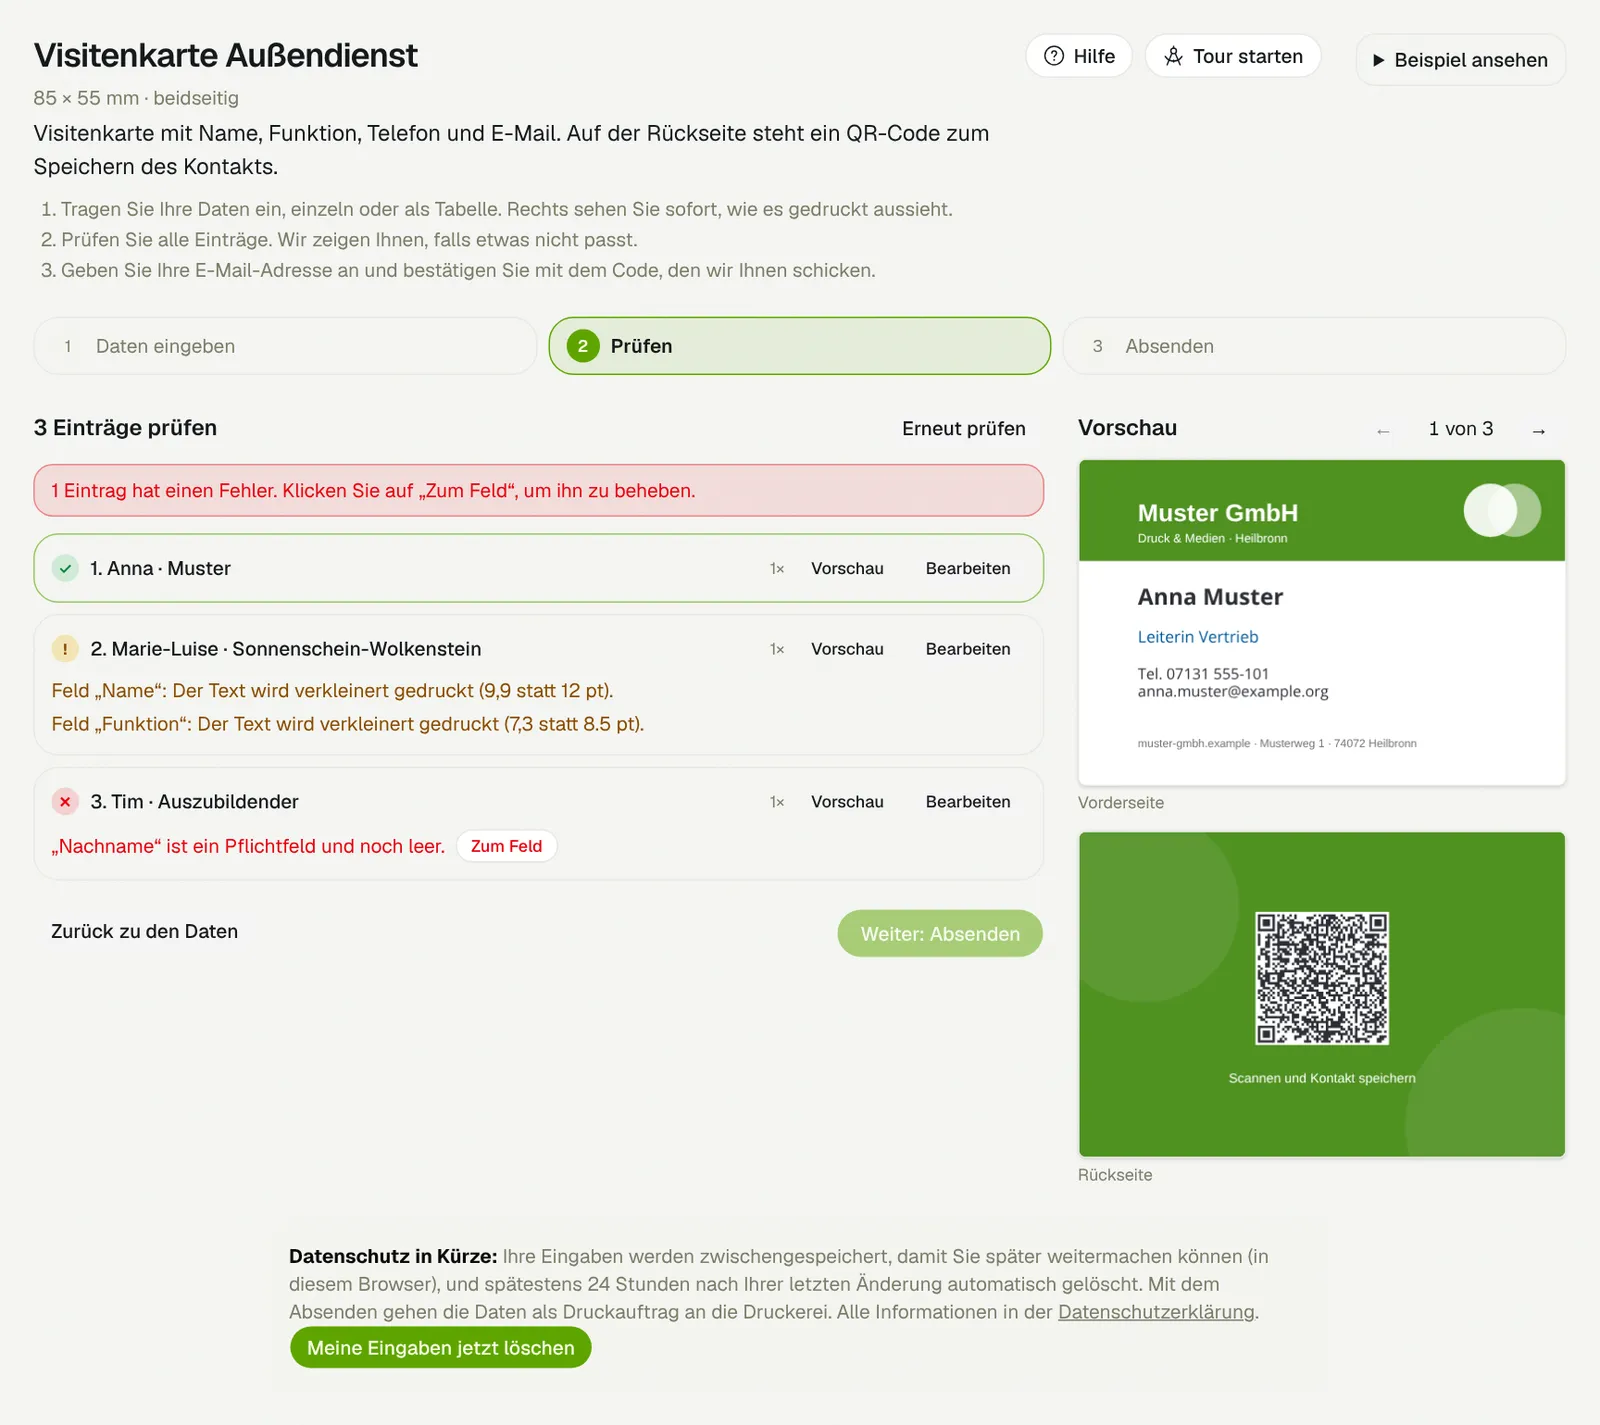 Visitenkarte Außendienst
Hilfe
Tour starten
Beispiel ansehen
85 × 55 mm · beidseitig
Visitenkarte mit Name, Funktion, Telefon und E-Mail. Auf der Rückseite steht ein QR-Code zum
Speichern des Kontakts.
1. Tragen Sie Ihre Daten ein, einzeln oder als Tabelle. Rechts sehen Sie sofort, wie es gedruckt aussieht.
2. Prüfen Sie alle Einträge. Wir zeigen Ihnen, falls etwas nicht passt.
3. Geben Sie Ihre E-Mail-Adresse an und bestätigen Sie mit dem Code, den wir Ihnen schicken.
1 Daten eingeben
2 Prüfen
3 Absenden
3 Einträge prüfen
Erneut prüfen
1 Eintrag hat einen Fehler. Klicken Sie auf „Zum Feld“, um ihn zu beheben.
1. Anna · Muster 1× Vorschau Bearbeiten
2. Marie-Luise · Sonnenschein-Wolkenstein 1× Vorschau Bearbeiten
Feld „Name“: Der Text wird verkleinert gedruckt (9,9 statt 12 pt).
Feld „Funktion“: Der Text wird verkleinert gedruckt (7,3 statt 8.5 pt).
3. Tim · Auszubildender 1× Vorschau Bearbeiten
„Nachname“ ist ein Pflichtfeld und noch leer. Zum Feld
Zurück zu den Daten
Weiter: Absenden
Vorschau
← 1 von 3 →
Muster GmbH
Druck & Medien · Heilbronn
Anna Muster
Leiterin Vertrieb
Tel. 07131 555-101
anna.muster@example.org
muster-gmbh.example · Musterweg 1 · 74072 Heilbronn
Vorderseite
Scannen und Kontakt speichern
Rückseite
Datenschutz in Kürze: Ihre Eingaben werden zwischengespeichert, damit Sie später weitermachen können (in
diesem Browser), und spätestens 24 Stunden nach Ihrer letzten Änderung automatisch gelöscht. Mit dem
Absenden gehen die Daten als Druckauftrag an die Druckerei. Alle Informationen in der Datenschutzerklärung.
Meine Eingaben jetzt löschen